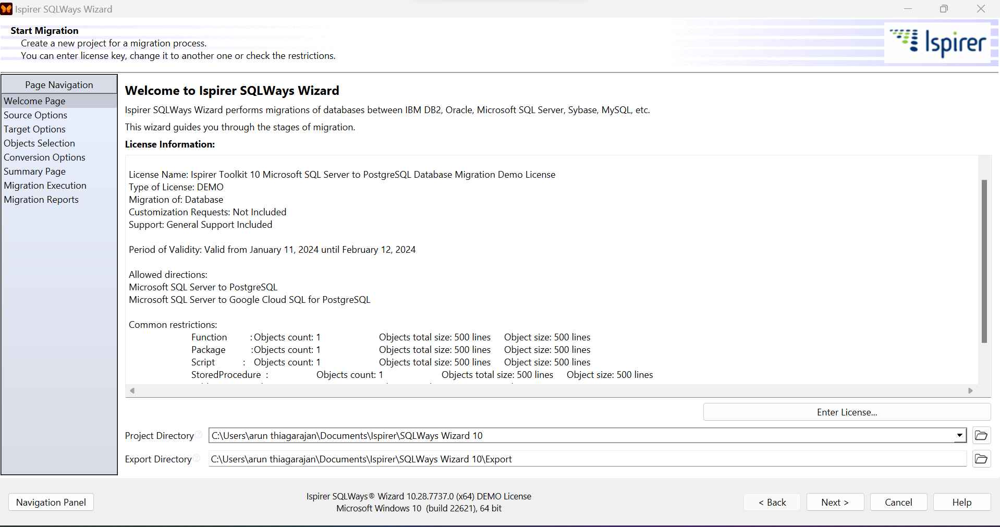 Ispirer SQLWays Wizard
Start Migration
Create a new project for a migration process.
You can enter license key, change it to another one or check the restrictions.
Ispirer
Page Navigation
Welcome Page
Source Options
Target Options
Objects Selection
Conversion Options
Summary Page
Migration Execution
Migration Reports
Welcome to Ispirer SQLWays Wizard
Ispirer SQLWays Wizard performs migrations of databases between IBM DB2, Oracle, Microsoft SQL Server, Sybase, MySQL, etc.
This wizard guides you through the stages of migration.
License Information:
License Name: Ispirer Toolkit 10 Microsoft SQL Server to PostgreSQL Database Migration Demo License
Type of License: DEMO
Migration of: Database
Customization Requests: Not Included
Support: General Support Included
Period of Validity: Valid from January 11, 2024 until February 12, 2024
Allowed directions:
Microsoft SQL Server to PostgreSQL
Microsoft SQL Server to Google Cloud SQL for PostgreSQL
Common restrictions:
Function : Objects count: 1 Objects total size: 500 lines Object size: 500 lines
Package : Objects count: 1 Objects total size: 500 lines Object size: 500 lines
Script : Objects count: 1 Objects total size: 500 lines Object size: 500 lines
StoredProcedure : Objects count: 1 Objects total size: 500 lines Object size: 500 lines
Enter License...
Project Directory C:\Users\arun thiagarajan\Documents\Ispirer\SQLWays Wizard 10
Export Directory C:\Users\arun thiagarajan\Documents\Ispirer\SQLWays Wizard 10\Export
Navigation Panel
Ispirer SQLWays® Wizard 10.28.7737.0 (x64) DEMO License
Microsoft Windows 10 (build 22621), 64 bit
< Back Next > Cancel Help